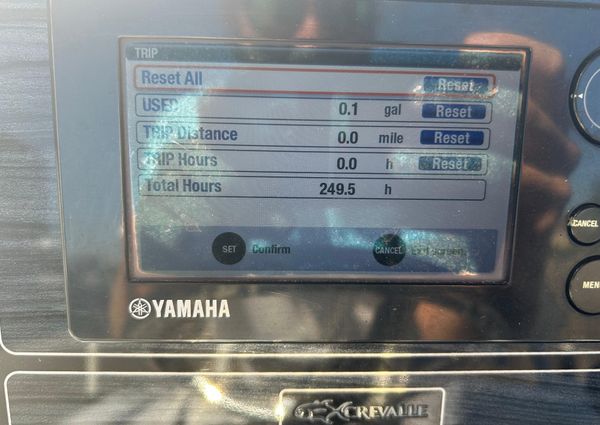 TRIP
Reset All Reset
USED 0.1 gal Reset
TRIP Distance 0.0 mile Reset
TRIP Hours 0.0 h Reset
Total Hours 249.5 h
SET Confirm CANCEL
CANCEL
MEN
YAMAHA
CREVALLE